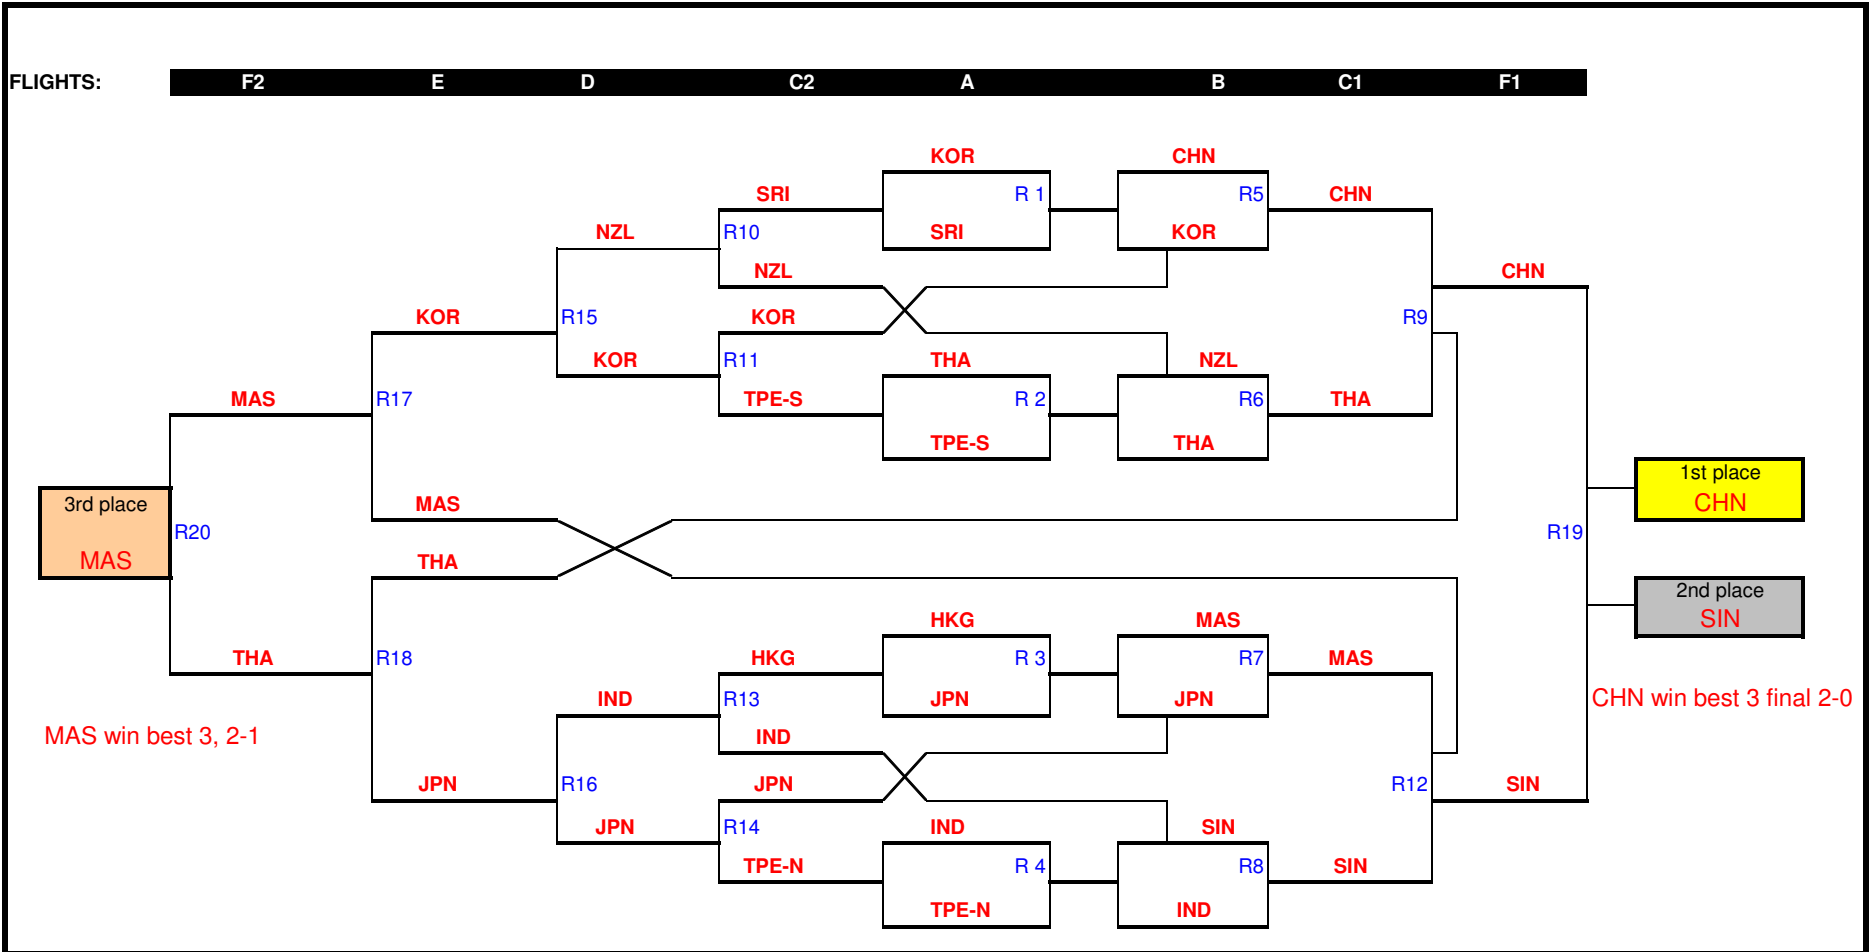 FLIGHTS: F2 E D C2 A B C1 F1
KOR CHN
SRI R 1 R5 CHN
NZL R10 SRI KOR
NZL CHN
KOR R15 KOR R9
KOR R11 THA NZL
MAS R17 TPE-S R 2 R6 THA
TPE-S THA
1st place
3rd place MAS CHN
R20 R19
MAS THA
2nd place
HKG MAS SIN
THA R18 HKG R 3 R7 MAS
IND R13 JPN JPN CHN win best 3 final 2-0
MAS win best 3, 2-1 IND
JPN R16 JPN R12 SIN
JPN R14 IND SIN
TPE-N R 4 R8 SIN
TPE-N IND